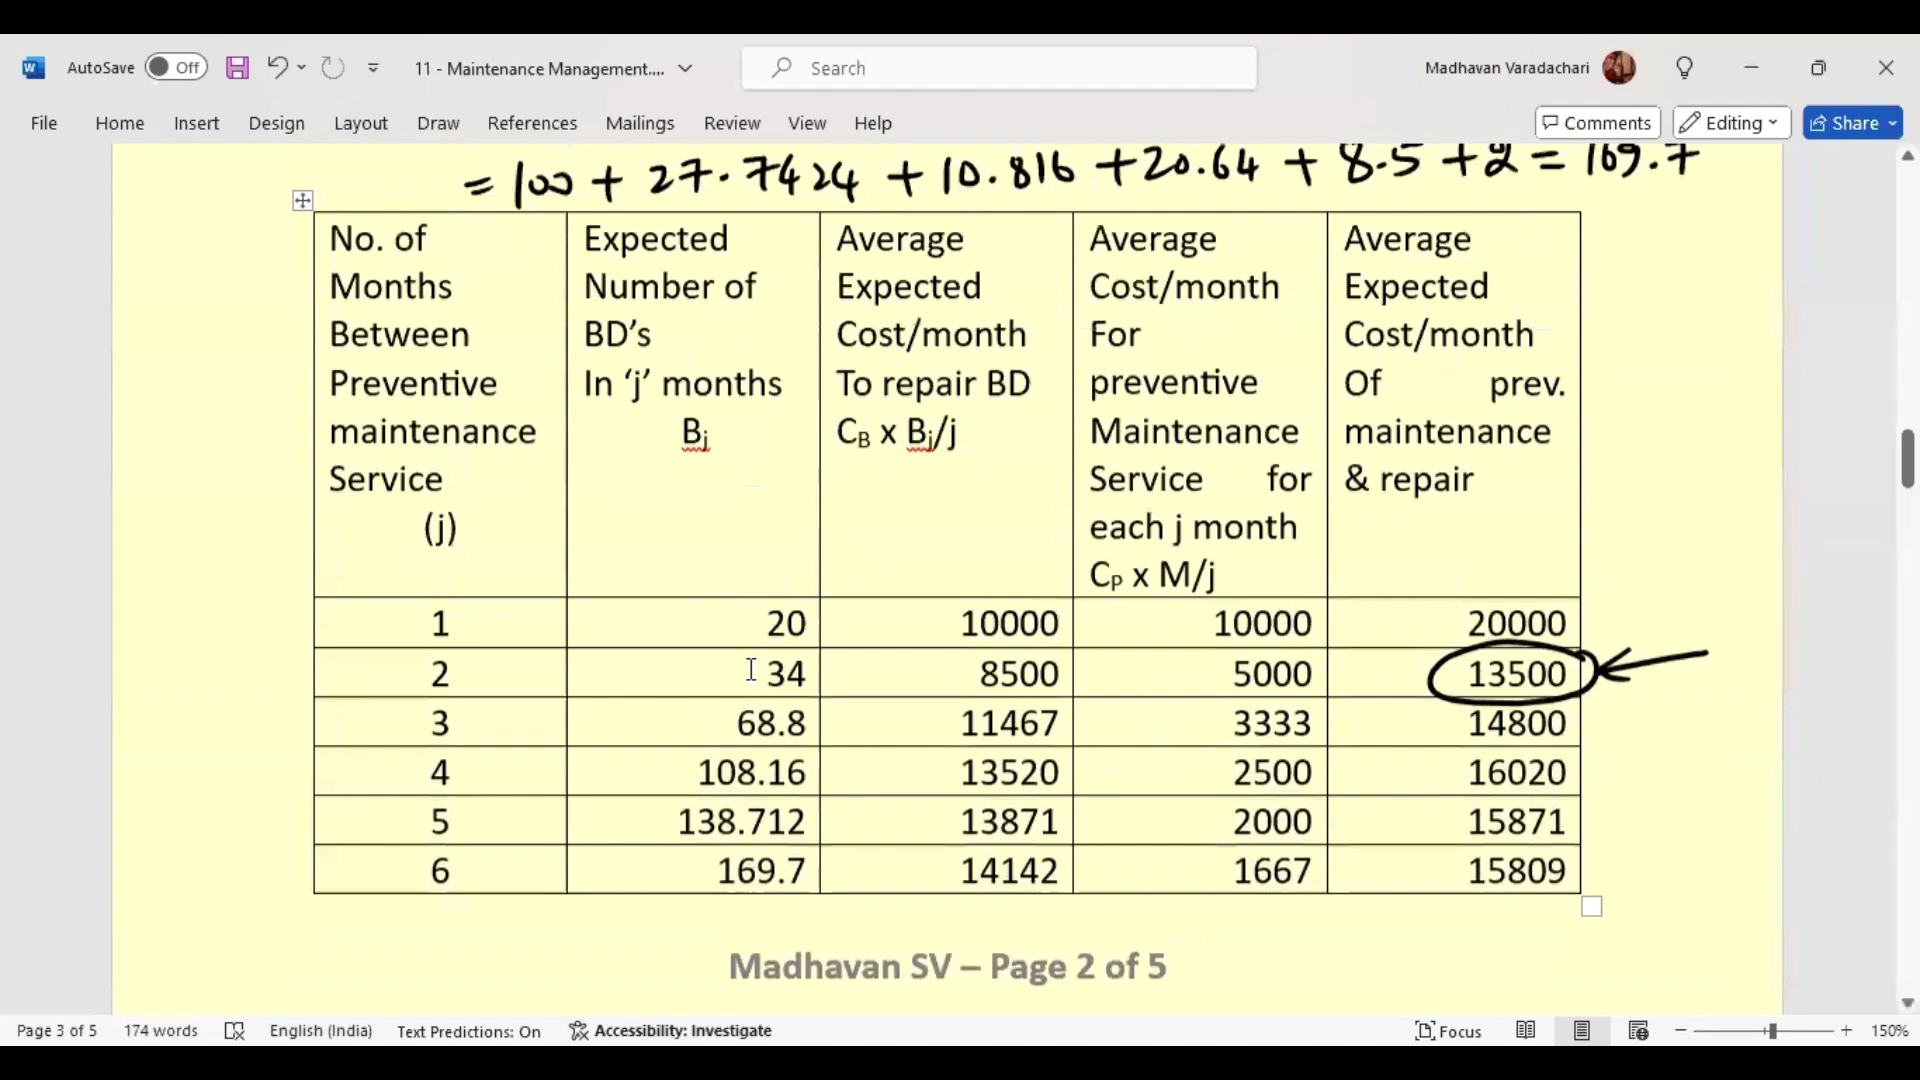 AutoSave Off 11 - Maintenance Management.... Search Madhavan Varadachari
File Home Insert Design Layout Draw References Mailings Review View Help Comments Editing Share
= 100 + 27.7424 + 10.816 + 20.64 + 8.5 + 2 = 169.7
No. of Months Between Preventive maintenance Service (j)
Expected Number of BD's In 'j' months Bj
Average Expected Cost/month To repair BD CB x Bj/j
Average Cost/month For preventive Maintenance Service for each j month CP x M/j
Average Expected Cost/month Of prev. maintenance & repair
1 20 10000 10000 20000
2 34 8500 5000 13500
3 68.8 11467 3333 14800
4 108.16 13520 2500 16020
5 138.712 13871 2000 15871
6 169.7 14142 1667 15809
Madhavan SV – Page 2 of 5
Page 3 of 5 174 words English (India) Text Predictions: On Accessibility: Investigate Focus 150%